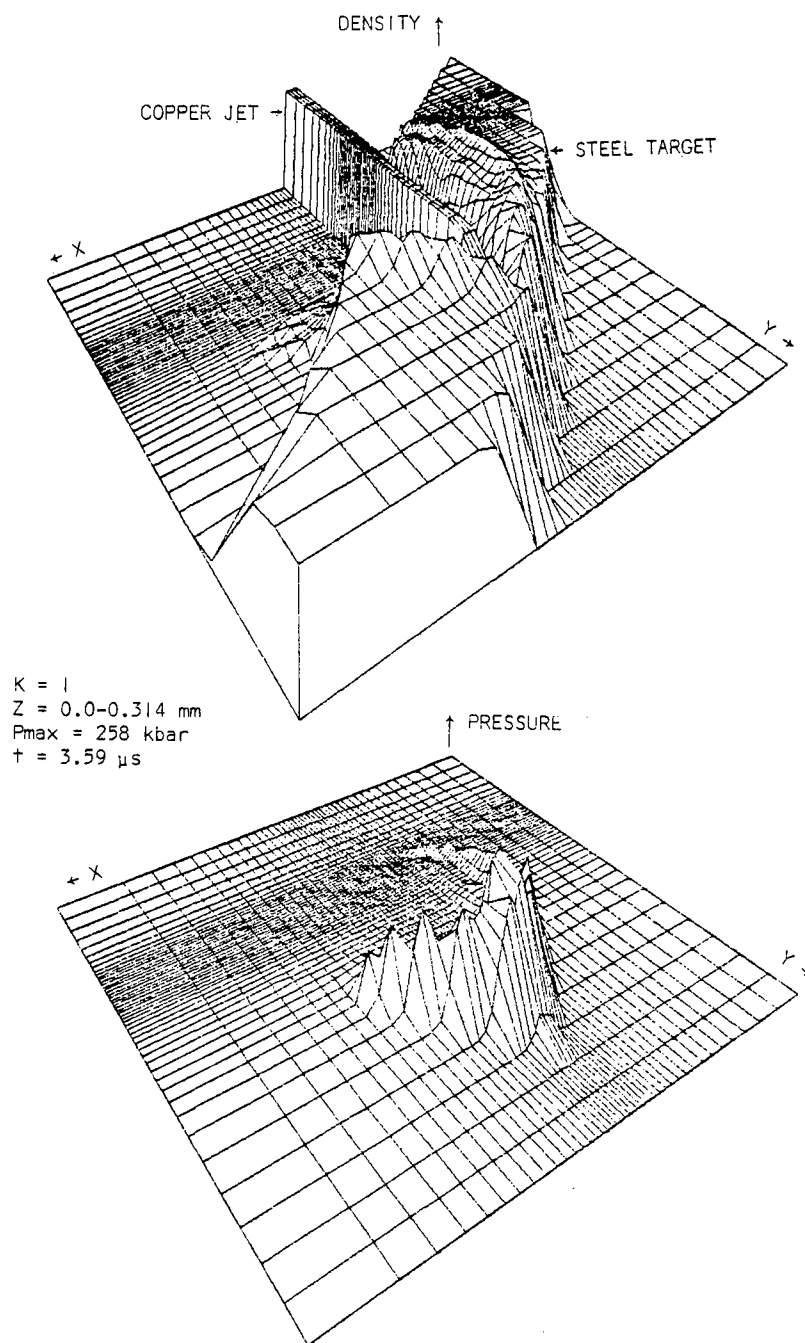 DENSITY ↑
COPPER JET →
← STEEL TARGET
← X
Y →
K = 1
Z = 0.0-0.314 mm
Pmax = 258 kbar
t = 3.59 µs
↑ PRESSURE
← X
Y →